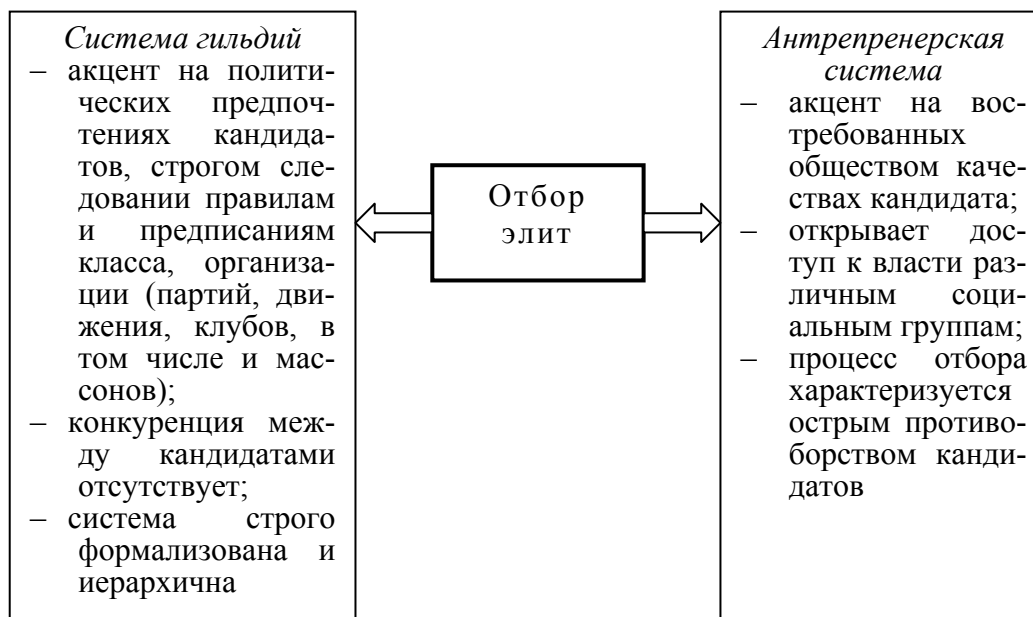 Система гильдий
– акцент на полити-
ческих предпоч-
тениях кандида-
тов, строгом сле-
довании правилам
и предписаниям
класса, организа-
ции (партий, дви-
жения, клубов, в
том числе и мас-
сонов);
– конкуренция меж-
ду кандидатами
отсутствует;
– система строго
формализована и
иерархична
Отбор
элит
Антрепренерская
система
– акцент на вос-
требованных
обществом каче-
ствах кандидата;
– открывает дос-
туп к власти раз-
личным соци-
альным группам;
– процесс отбора
характеризуется
острым противо-
борством канди-
датов